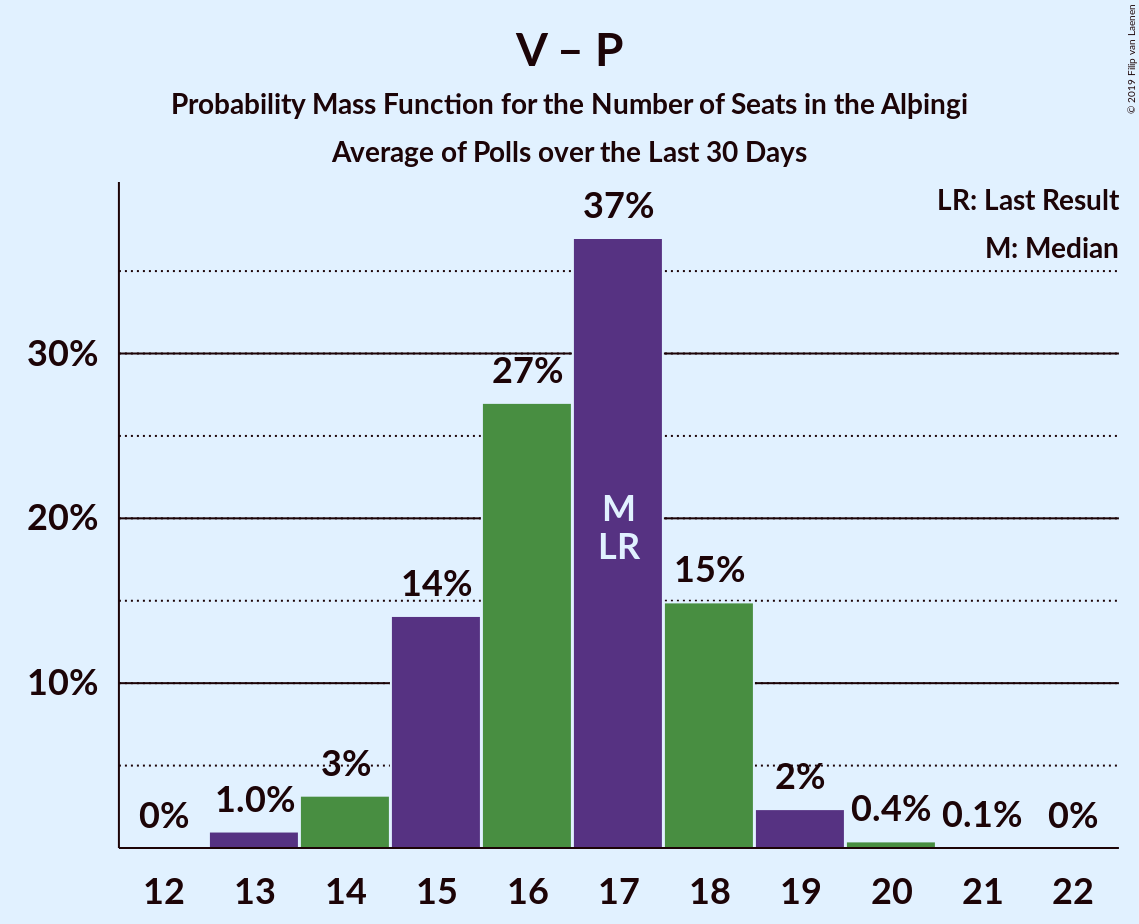 V – P
Probability Mass Function for the Number of Seats in the Alþingi
Average of Polls over the Last 30 Days
© 2019 Filip van Laenen
LR: Last Result
M: Median
37%
30%
27%
20%
M
LR
15%
14%
10%
3%
2%
1.0%
0%
0.4%
0.1%
0%
12 13 14 15 16 17 18 19 20 21 22